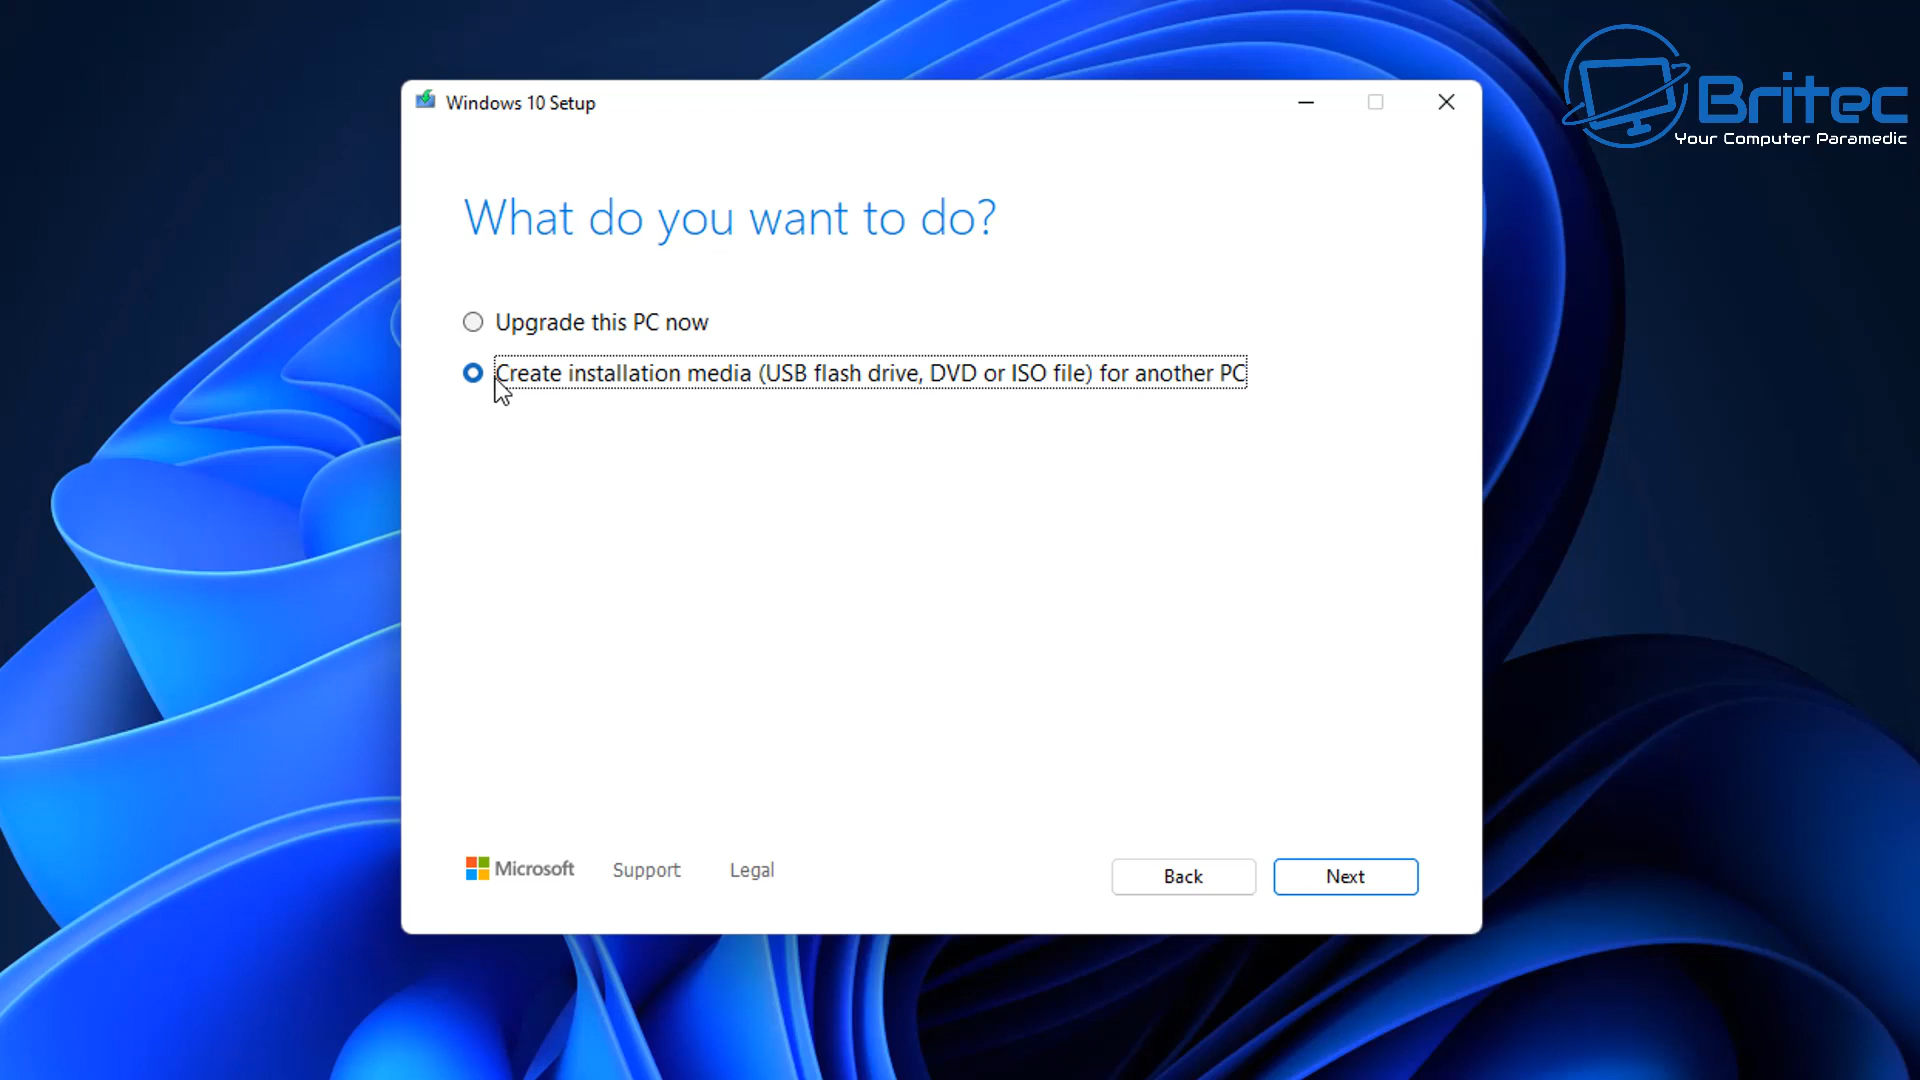 Britec
Your Computer Paramedic
Windows 10 Setup
What do you want to do?
Upgrade this PC now
Create installation media (USB flash drive, DVD or ISO file) for another PC
Microsoft
Support
Legal
Back
Next